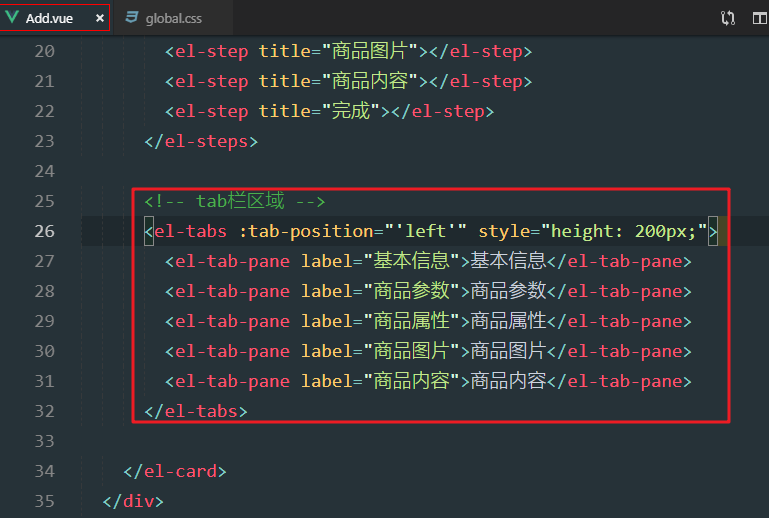 Add.vue × global.css
20 <el-step title="商品图片"></el-step>
21 <el-step title="商品内容"></el-step>
22 <el-step title="完成"></el-step>
23 </el-steps>
24
25 <!-- tab栏区域 -->
26 <el-tabs :tab-position="'left'" style="height: 200px;">
27 <el-tab-pane label="基本信息">基本信息</el-tab-pane>
28 <el-tab-pane label="商品参数">商品参数</el-tab-pane>
29 <el-tab-pane label="商品属性">商品属性</el-tab-pane>
30 <el-tab-pane label="商品图片">商品图片</el-tab-pane>
31 <el-tab-pane label="商品内容">商品内容</el-tab-pane>
32 </el-tabs>
33
34 </el-card>
35 </div>